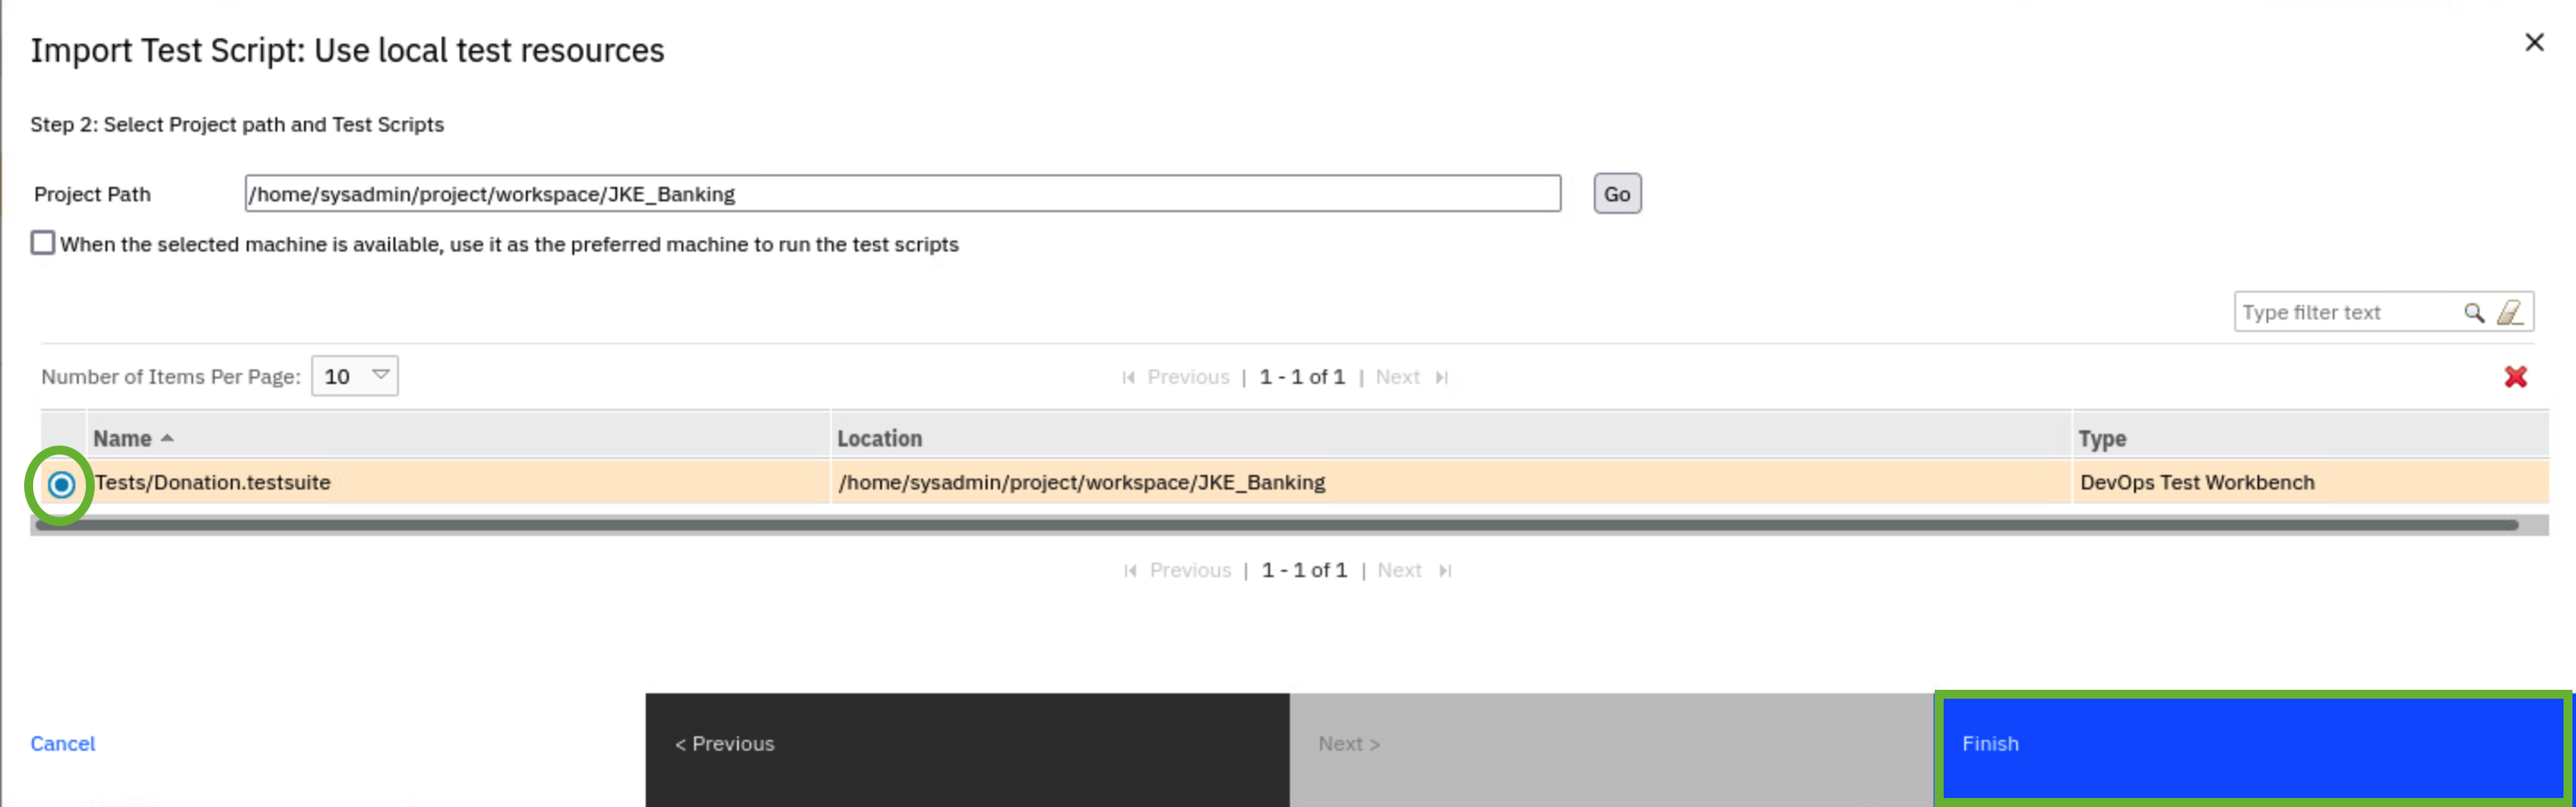 Import Test Script: Use local test resources
Step 2: Select Project path and Test Scripts
Project Path /home/sysadmin/project/workspace/JKE_Banking Go
When the selected machine is available, use it as the preferred machine to run the test scripts
Type filter text
Number of Items Per Page: 10 Previous | 1 - 1 of 1 | Next
Name Location Type
Tests/Donation.testsuite /home/sysadmin/project/workspace/JKE_Banking DevOps Test Workbench
Previous | 1 - 1 of 1 | Next
Cancel < Previous Next > Finish